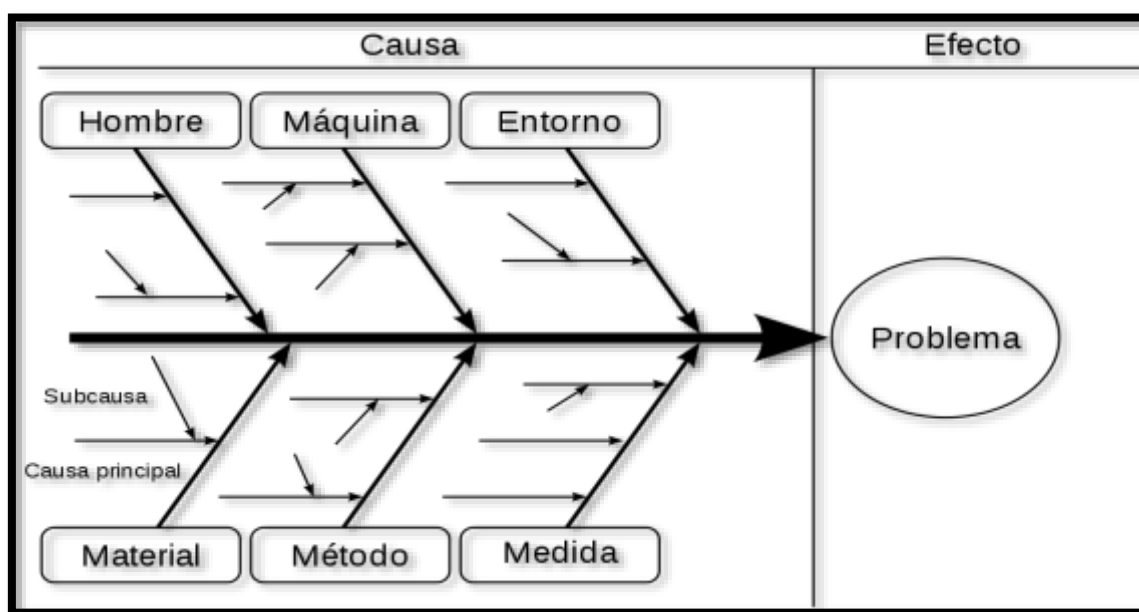 Causa
Efecto
Hombre
Máquina
Entorno
Problema
Subcausa
Causa principal
Material
Método
Medida